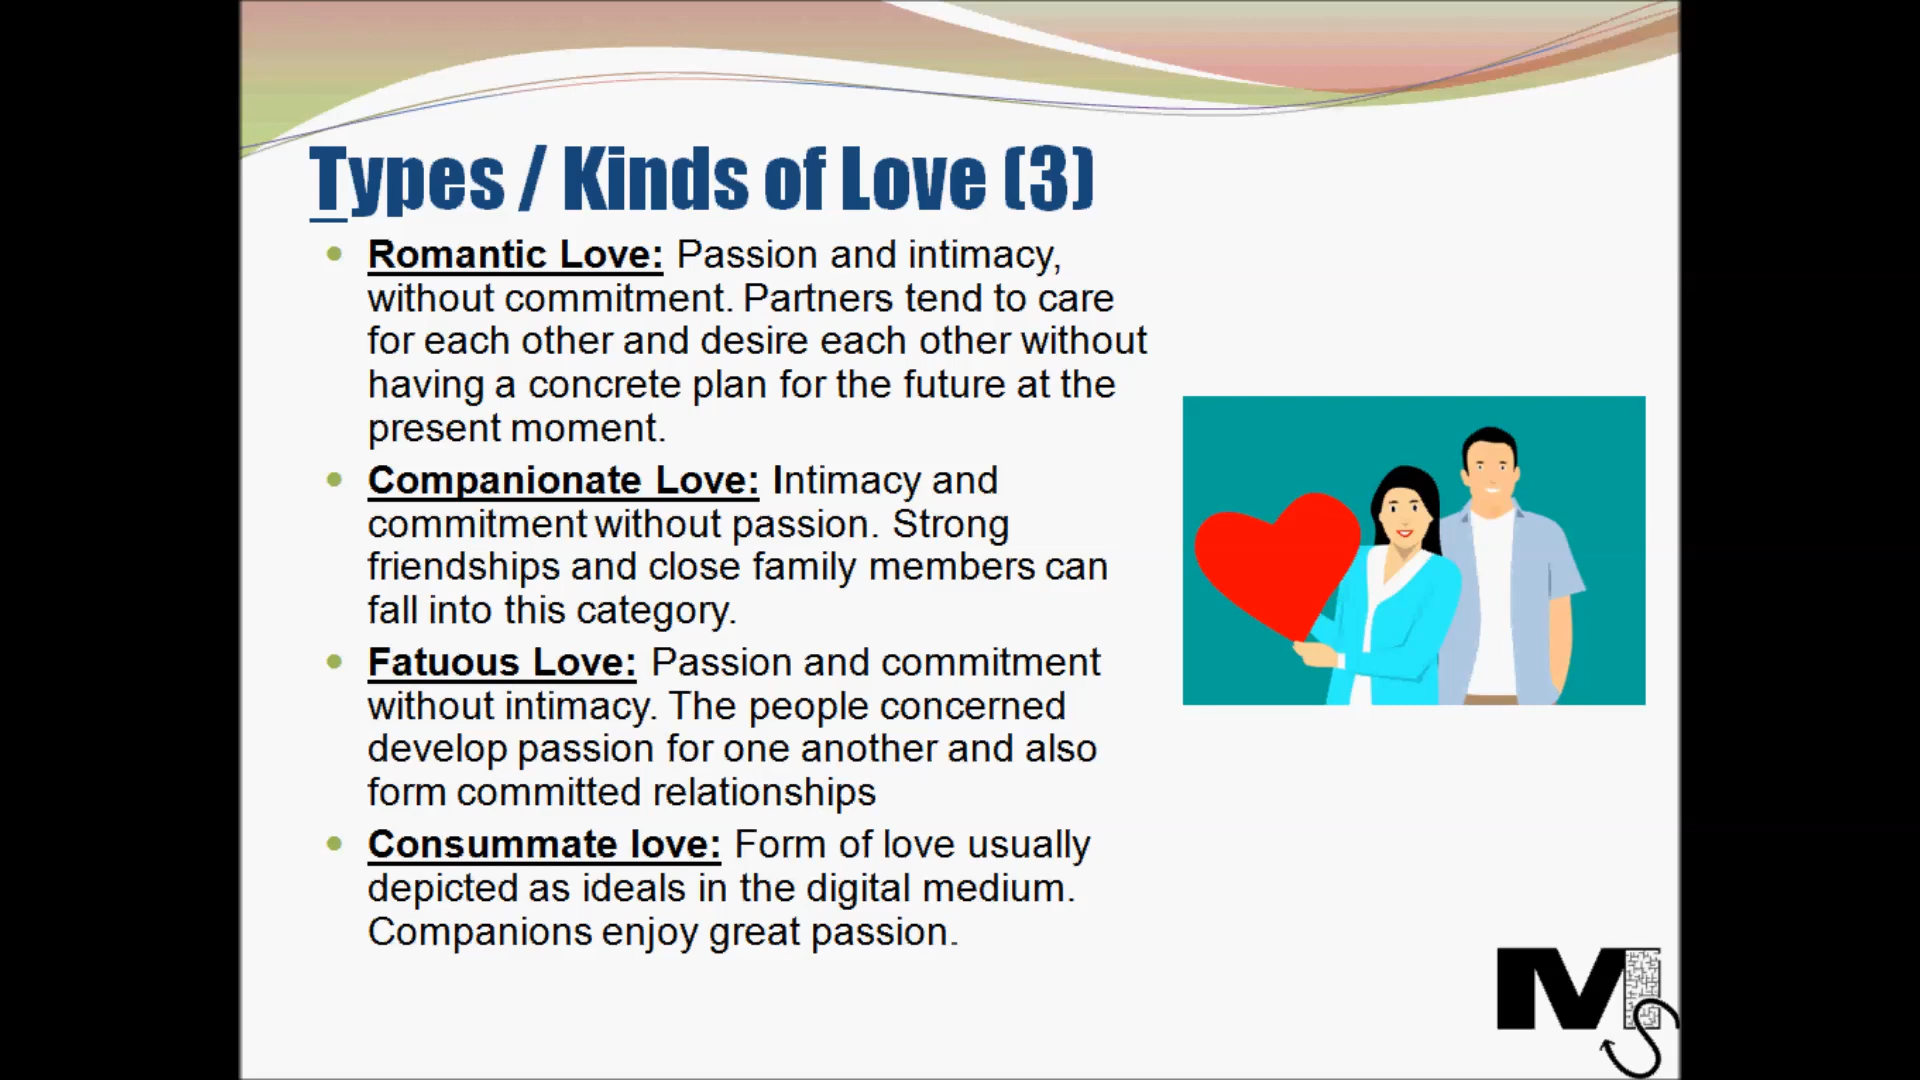 Types / Kinds of Love (3)
Romantic Love: Passion and intimacy,
without commitment. Partners tend to care
for each other and desire each other without
having a concrete plan for the future at the
present moment.
Companionate Love: Intimacy and
commitment without passion. Strong
friendships and close family members can
fall into this category.
Fatuous Love: Passion and commitment
without intimacy. The people concerned
develop passion for one another and also
form committed relationships
Consummate love: Form of love usually
depicted as ideals in the digital medium.
Companions enjoy great passion.
M
S